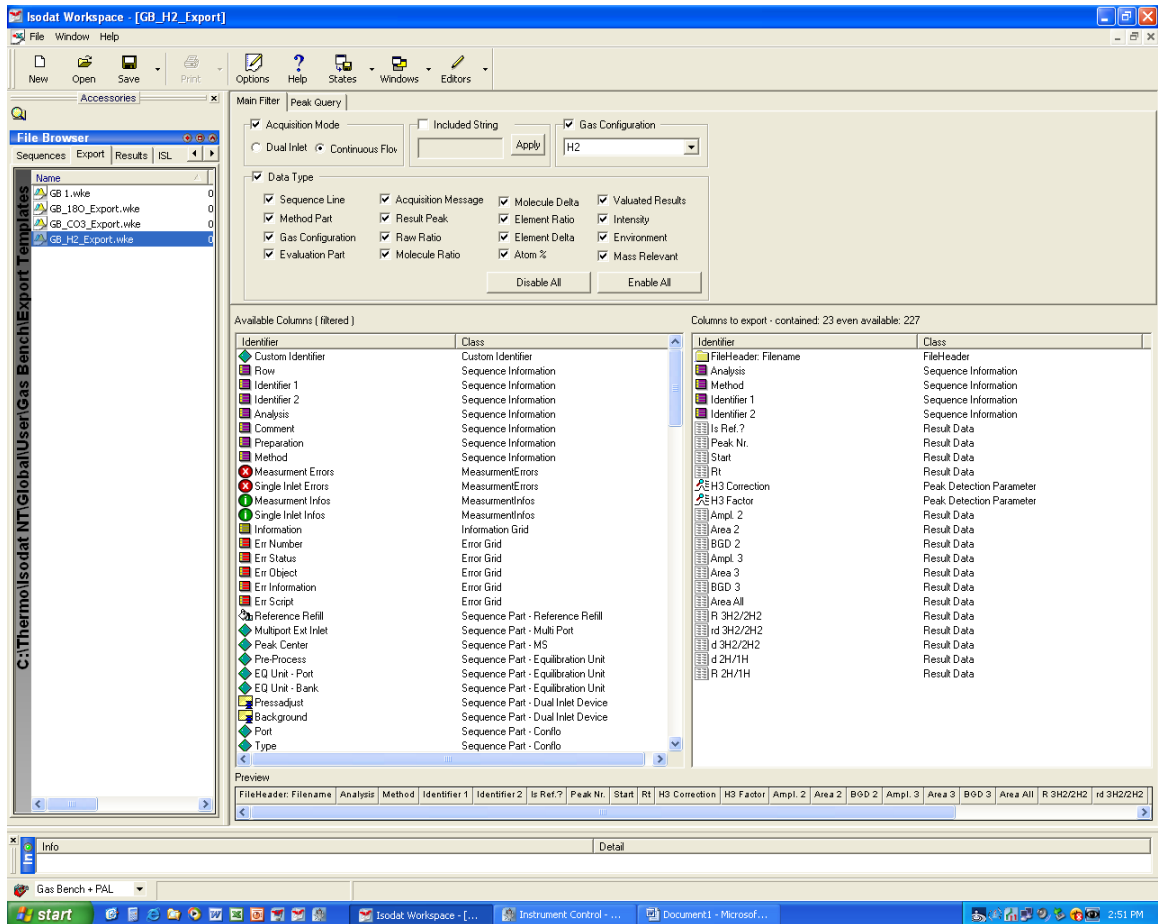 Isodat Workspace - [GB_H2_Export]
File Window Help
New Open Save Print Options Help States Windows Editors
Accessories
File Browser
Sequences Export Results ISL
C:\Thermo\Isodat NT\Global\User\Gas Bench\Export Templates
Name
GB 1.wke 0
GB_18O_Export.wke 0
GB_CO3_Export.wke 0
GB_H2_Export.wke 0
Main Filter Peak Query
Acquisition Mode Included String Gas Configuration
Dual Inlet Continuous Flov Apply H2
Data Type
Sequence Line Acquisition Message Molecule Delta Valuated Results
Method Part Result Peak Element Ratio Intensity
Gas Configuration Raw Ratio Element Delta Environment
Evaluation Part Molecule Ratio Atom % Mass Relevant
Disable All Enable All
Available Columns ( filtered )
Identifier Class
Custom Identifier Custom Identifier
Row Sequence Information
Identifier 1 Sequence Information
Identifier 2 Sequence Information
Analysis Sequence Information
Comment Sequence Information
Preparation Sequence Information
Method Sequence Information
Measurment Errors MeasurmentErrors
Single Inlet Errors MeasurmentErrors
Measurment Infos MeasurmentInfos
Single Inlet Infos MeasurmentInfos
Information Information Grid
Err Number Error Grid
Err Status Error Grid
Err Object Error Grid
Err Information Error Grid
Err Script Error Grid
Reference Refill Sequence Part - Reference Refill
Multiport Ext Inlet Sequence Part - Multi Port
Peak Center Sequence Part - MS
Pre-Process Sequence Part - Equilibration Unit
EQ Unit - Port Sequence Part - Equilibration Unit
EQ Unit - Bank Sequence Part - Equilibration Unit
Pressadjust Sequence Part - Dual Inlet Device
Background Sequence Part - Dual Inlet Device
Port Sequence Part - Conflo
Type Sequence Part - Conflo
Columns to export - contained: 23 even available: 227
Identifier Class
FileHeader: Filename FileHeader
Analysis Sequence Information
Method Sequence Information
Identifier 1 Sequence Information
Identifier 2 Sequence Information
Is Ref.? Result Data
Peak Nr. Result Data
Start Result Data
Rt Result Data
H3 Correction Peak Detection Parameter
H3 Factor Peak Detection Parameter
Ampl. 2 Result Data
Area 2 Result Data
BGD 2 Result Data
Ampl. 3 Result Data
Area 3 Result Data
BGD 3 Result Data
Area All Result Data
R 3H2/2H2 Result Data
rd 3H2/2H2 Result Data
d 3H2/2H2 Result Data
d 2H/1H Result Data
R 2H/1H Result Data
Preview
FileHeader: Filename Analysis Method Identifier 1 Identifier 2 Is Ref.? Peak Nr. Start Rt H3 Correction H3 Factor Ampl. 2 Area 2 BGD 2 Ampl. 3 Area 3 BGD 3 Area All R 3H2/2H2 rd 3H2/2H2
In
Info Detail
Gas Bench + PAL
start Isodat Workspace - [... Instrument Control - ... Document1 - Microsof... 2:51 PM